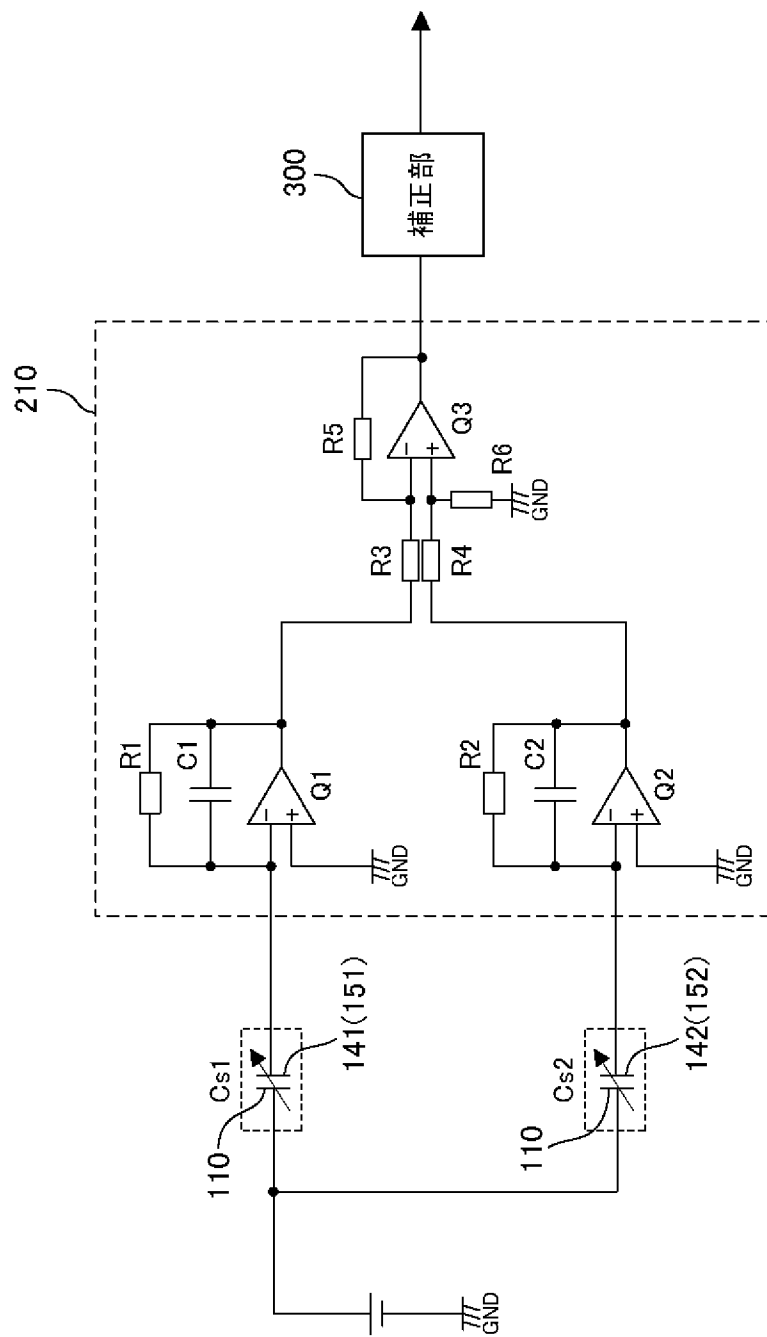 210
300
補正部
R1
C1
Q1
GND
R3
R4
R5
Q3
R6
GND
Cs1
110
141(151)
R2
C2
Q2
GND
Cs2
110
142(152)
GND